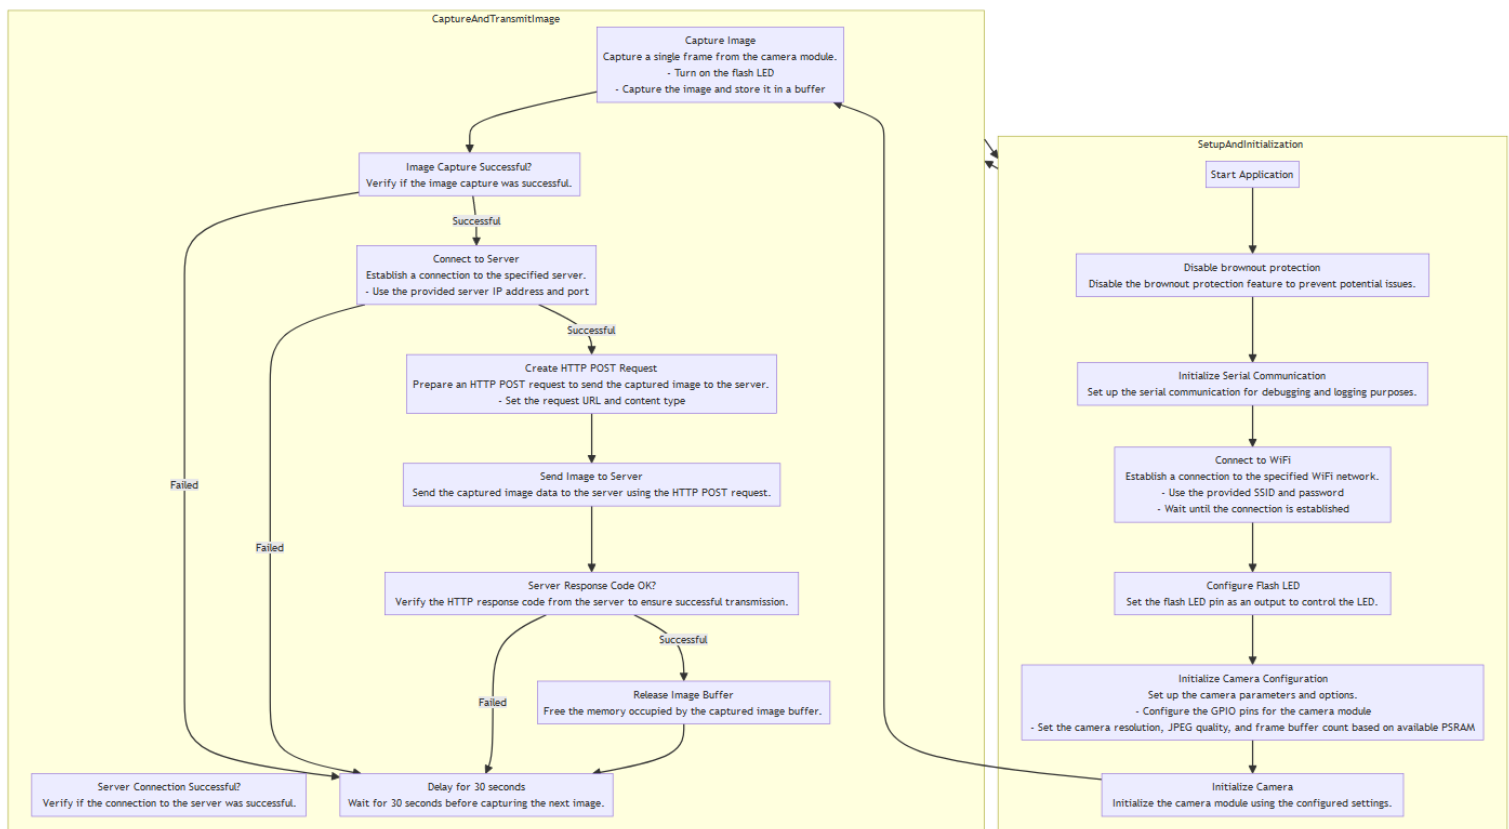 CaptureAndTransmitImage
Capture Image
Capture a single frame from the camera module.
- Turn on the flash LED
- Capture the image and store it in a buffer
Image Capture Successful?
Verify if the image capture was successful.
Successful
Connect to Server
Establish a connection to the specified server.
- Use the provided server IP address and port
Successful
Create HTTP POST Request
Prepare an HTTP POST request to send the captured image to the server.
- Set the request URL and content type
Failed
Send Image to Server
Send the captured image data to the server using the HTTP POST request.
Failed
Server Response Code OK?
Verify the HTTP response code from the server to ensure successful transmission.
Successful
Failed
Release Image Buffer
Free the memory occupied by the captured image buffer.
Server Connection Successful?
Verify if the connection to the server was successful.
Delay for 30 seconds
Wait for 30 seconds before capturing the next image.
SetupAndInitialization
Start Application
Disable brownout protection
Disable the brownout protection feature to prevent potential issues.
Initialize Serial Communication
Set up the serial communication for debugging and logging purposes.
Connect to WiFi
Establish a connection to the specified WiFi network.
- Use the provided SSID and password
- Wait until the connection is established
Configure Flash LED
Set the flash LED pin as an output to control the LED.
Initialize Camera Configuration
Set up the camera parameters and options.
- Configure the GPIO pins for the camera module
- Set the camera resolution, JPEG quality, and frame buffer count based on available PSRAM
Initialize Camera
Initialize the camera module using the configured settings.